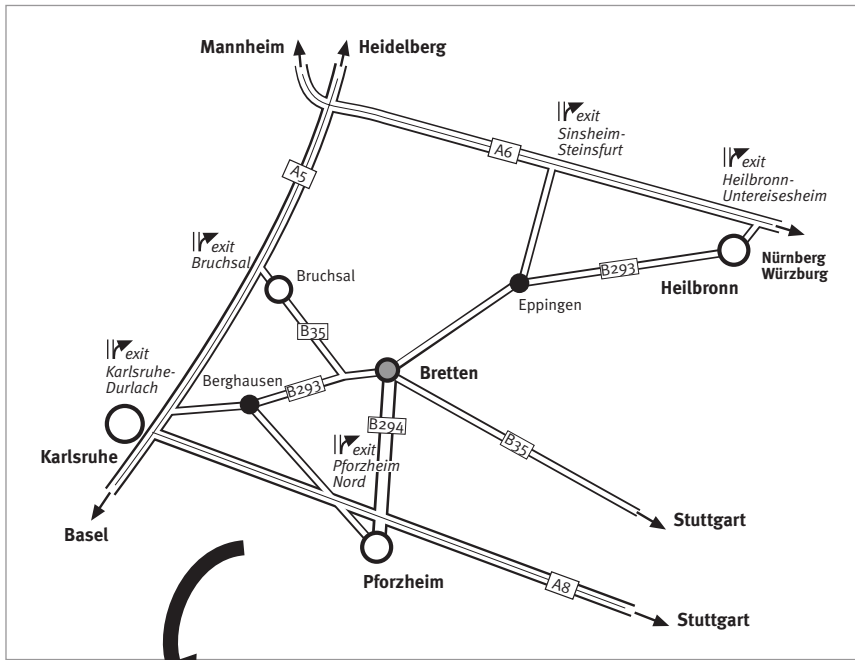 Mannheim
Heidelberg
exit
Sinsheim-
Steinsfurt
A6
exit
Heilbronn-
Untereisesheim
A5
exit
Bruchsal
Bruchsal
B293
Nürnberg
Würzburg
Heilbronn
Eppingen
B35
exit
Karlsruhe-
Durlach
Berghausen
B293
Bretten
B294
B35
exit
Pforzheim
Nord
Karlsruhe
Stuttgart
Basel
Pforzheim
A8
Stuttgart